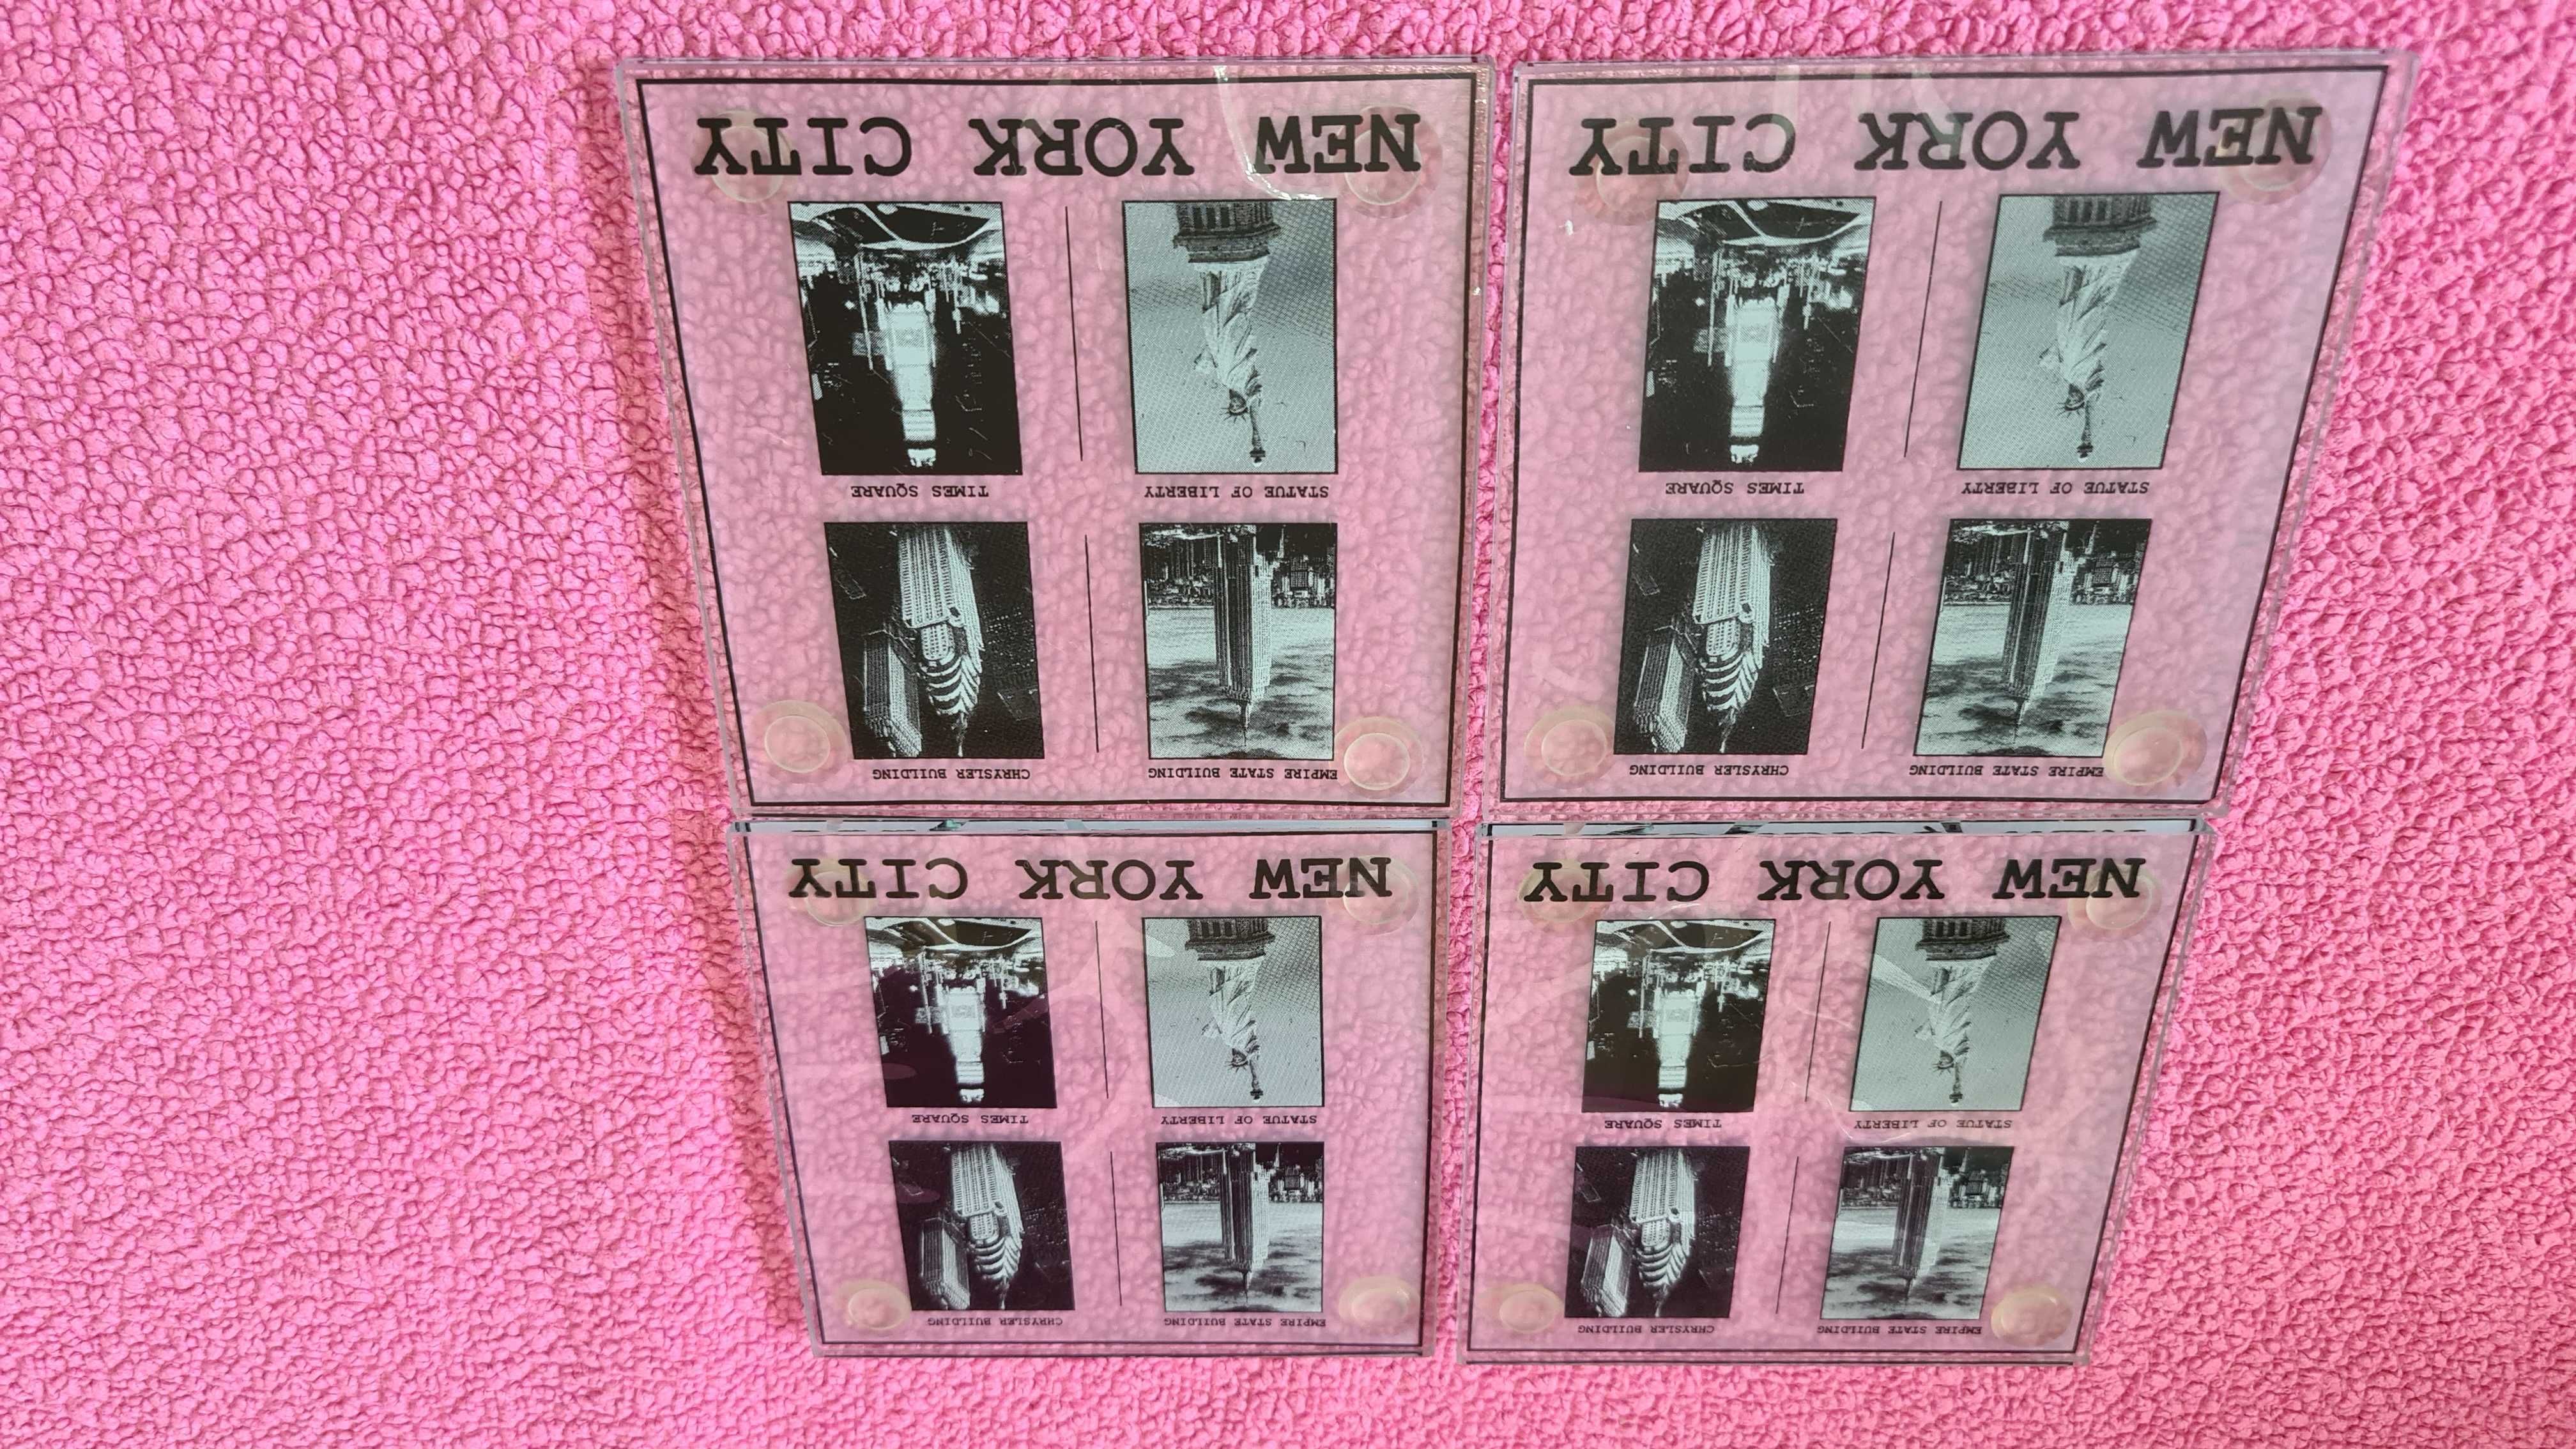 EMPIRE STATE BUILDING
CHRYSLER BUILDING
STATUE OF LIBERTY
TIMES SQUARE
NEW YORK CITY
EMPIRE STATE BUILDING
CHRYSLER BUILDING
STATUE OF LIBERTY
TIMES SQUARE
NEW YORK CITY
EMPIRE STATE BUILDING
CHRYSLER BUILDING
STATUE OF LIBERTY
TIMES SQUARE
NEW YORK CITY
EMPIRE STATE BUILDING
CHRYSLER BUILDING
STATUE OF LIBERTY
TIMES SQUARE
NEW YORK CITY